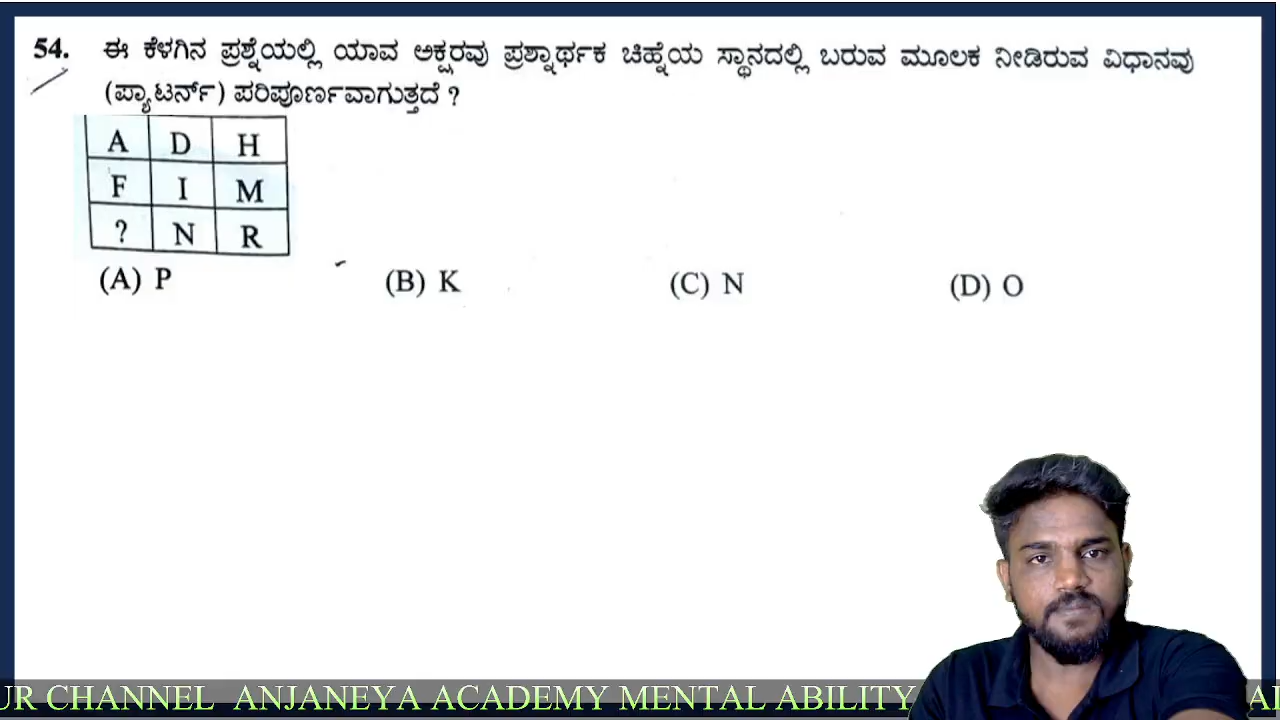 54. ಈ ಕೆಳಗಿನ ಪ್ರಶ್ನೆಯಲ್ಲಿ ಯಾವ ಅಕ್ಷರವು ಪ್ರಶ್ನಾರ್ಥಕ ಚಿಹ್ನೆಯ ಸ್ಥಾನದಲ್ಲಿ ಬರುವ ಮೂಲಕ ನೀಡಿರುವ ವಿಧಾನವು
(ಪ್ಯಾಟರ್ನ್) ಪರಿಪೂರ್ಣವಾಗುತ್ತದೆ ?
A D H
F I M
? N R
(A) P (B) K (C) N (D) O
UR CHANNEL ANJANEYA ACADEMY MENTAL ABILITY